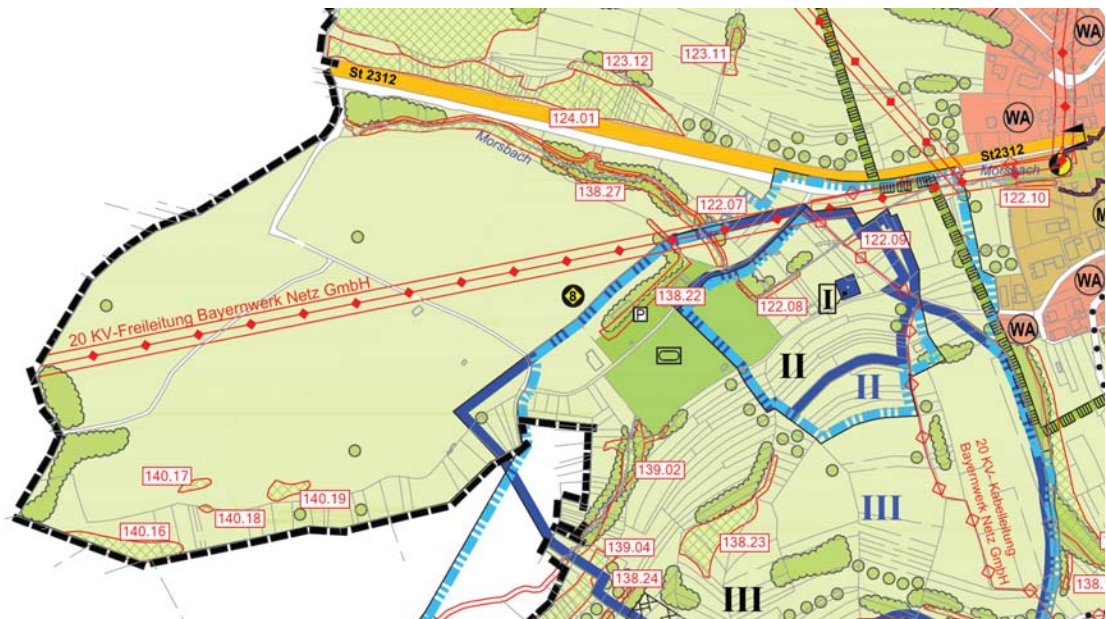 WA
123.11
123.12
St 2312
WA
124.01
St2312
Morsbach
Morsbach
138.27
122.07
122.10
M
122.09
20 KV-Freileitung Bayernwerk Netz GmbH
8
138.22
122.08
I
P
WA
II
II
139.02
20 KV- Kabelleitung
Bayernwerk Netz GmbH
140.17
140.19
140.18
140.16
III
138.23
139.04
138.24
138.
III